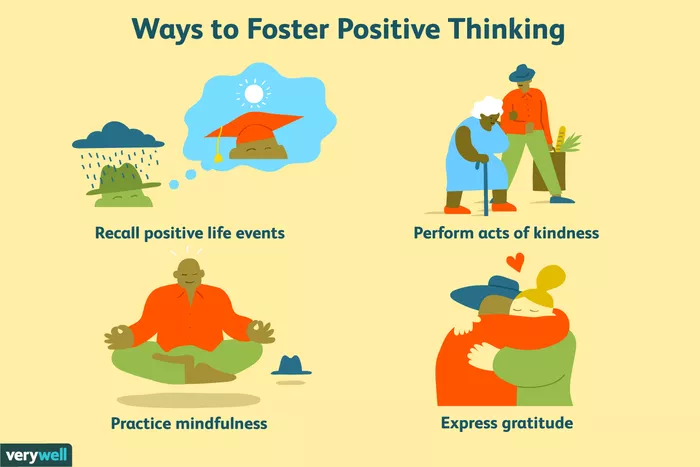 Ways to Foster Positive Thinking
Recall positive life events
Perform acts of kindness
Practice mindfulness
Express gratitude
verywell